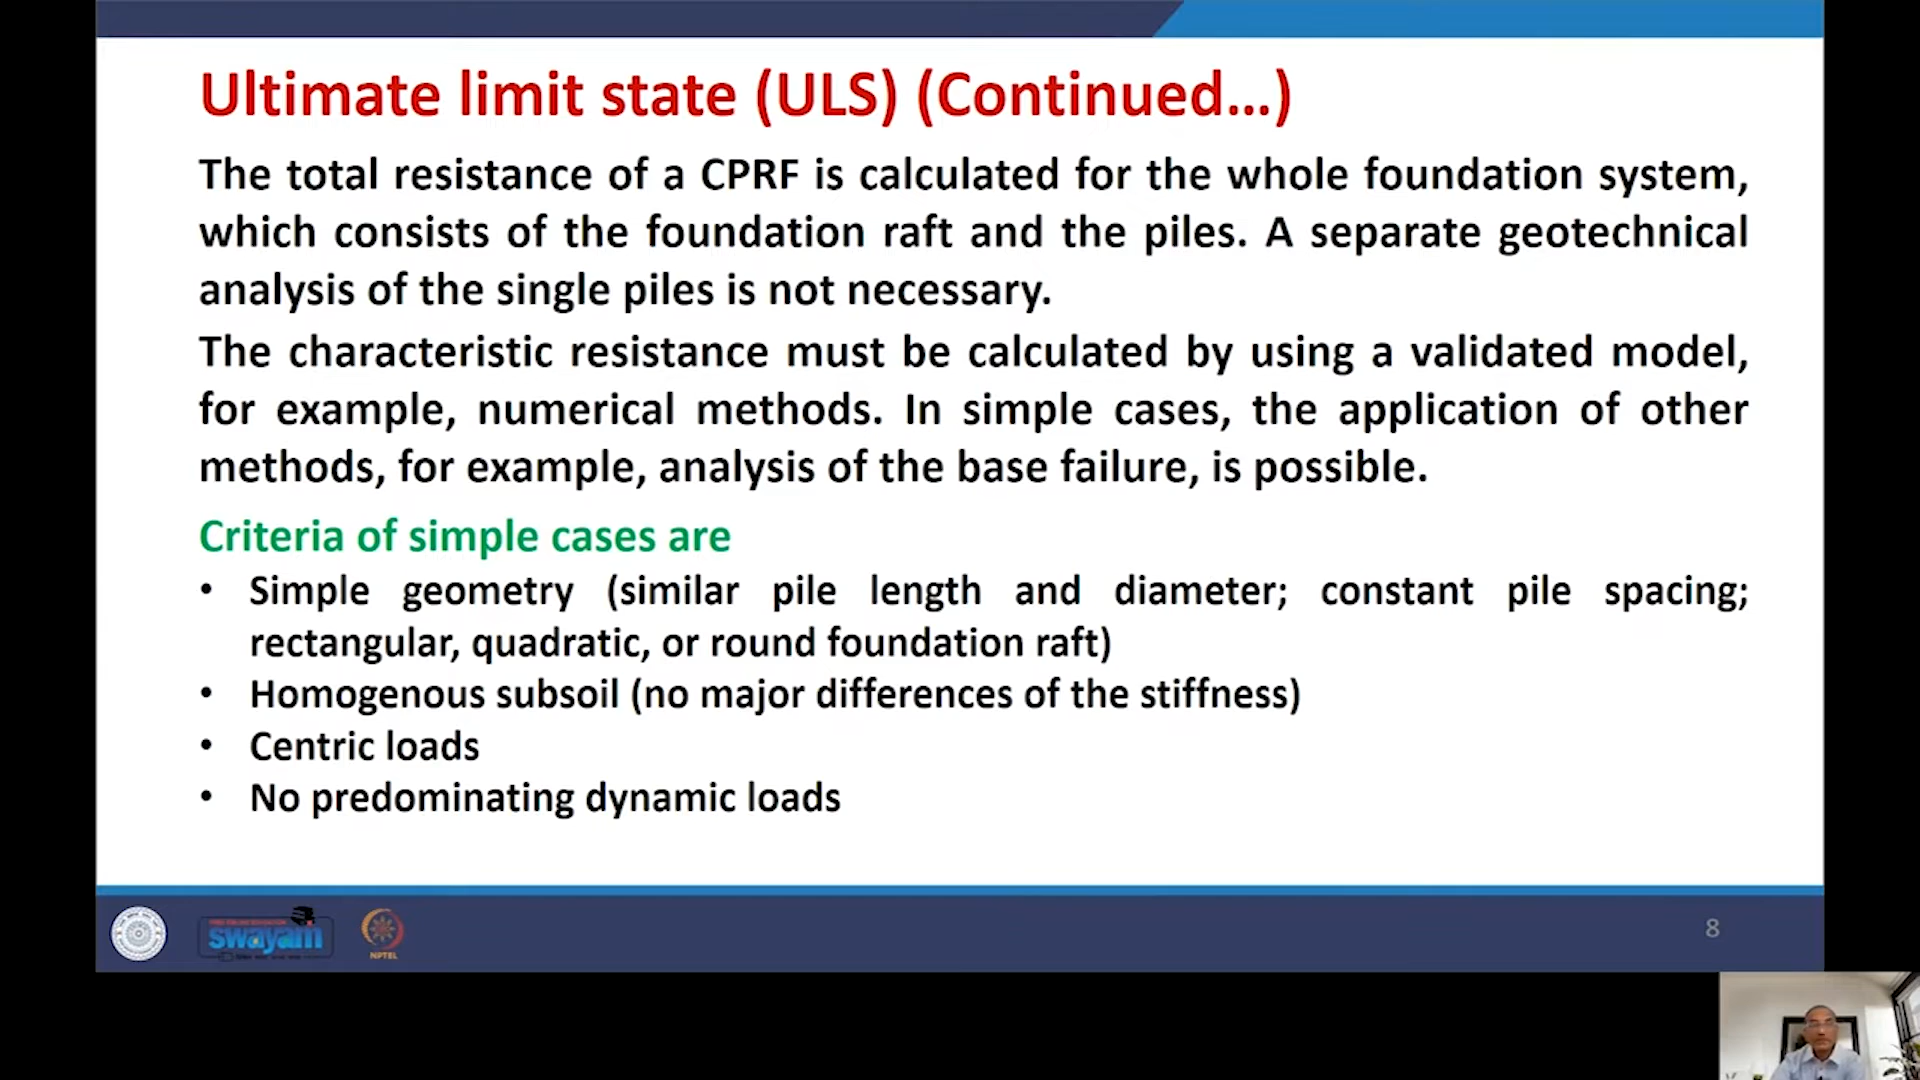 Ultimate limit state (ULS) (Continued...)
The total resistance of a CPRF is calculated for the whole foundation system,
which consists of the foundation raft and the piles. A separate geotechnical
analysis of the single piles is not necessary.
The characteristic resistance must be calculated by using a validated model,
for example, numerical methods. In simple cases, the application of other
methods, for example, analysis of the base failure, is possible.
Criteria of simple cases are
• Simple geometry (similar pile length and diameter; constant pile spacing;
rectangular, quadratic, or round foundation raft)
• Homogenous subsoil (no major differences of the stiffness)
• Centric loads
• No predominating dynamic loads
swayam
NPTEL
8